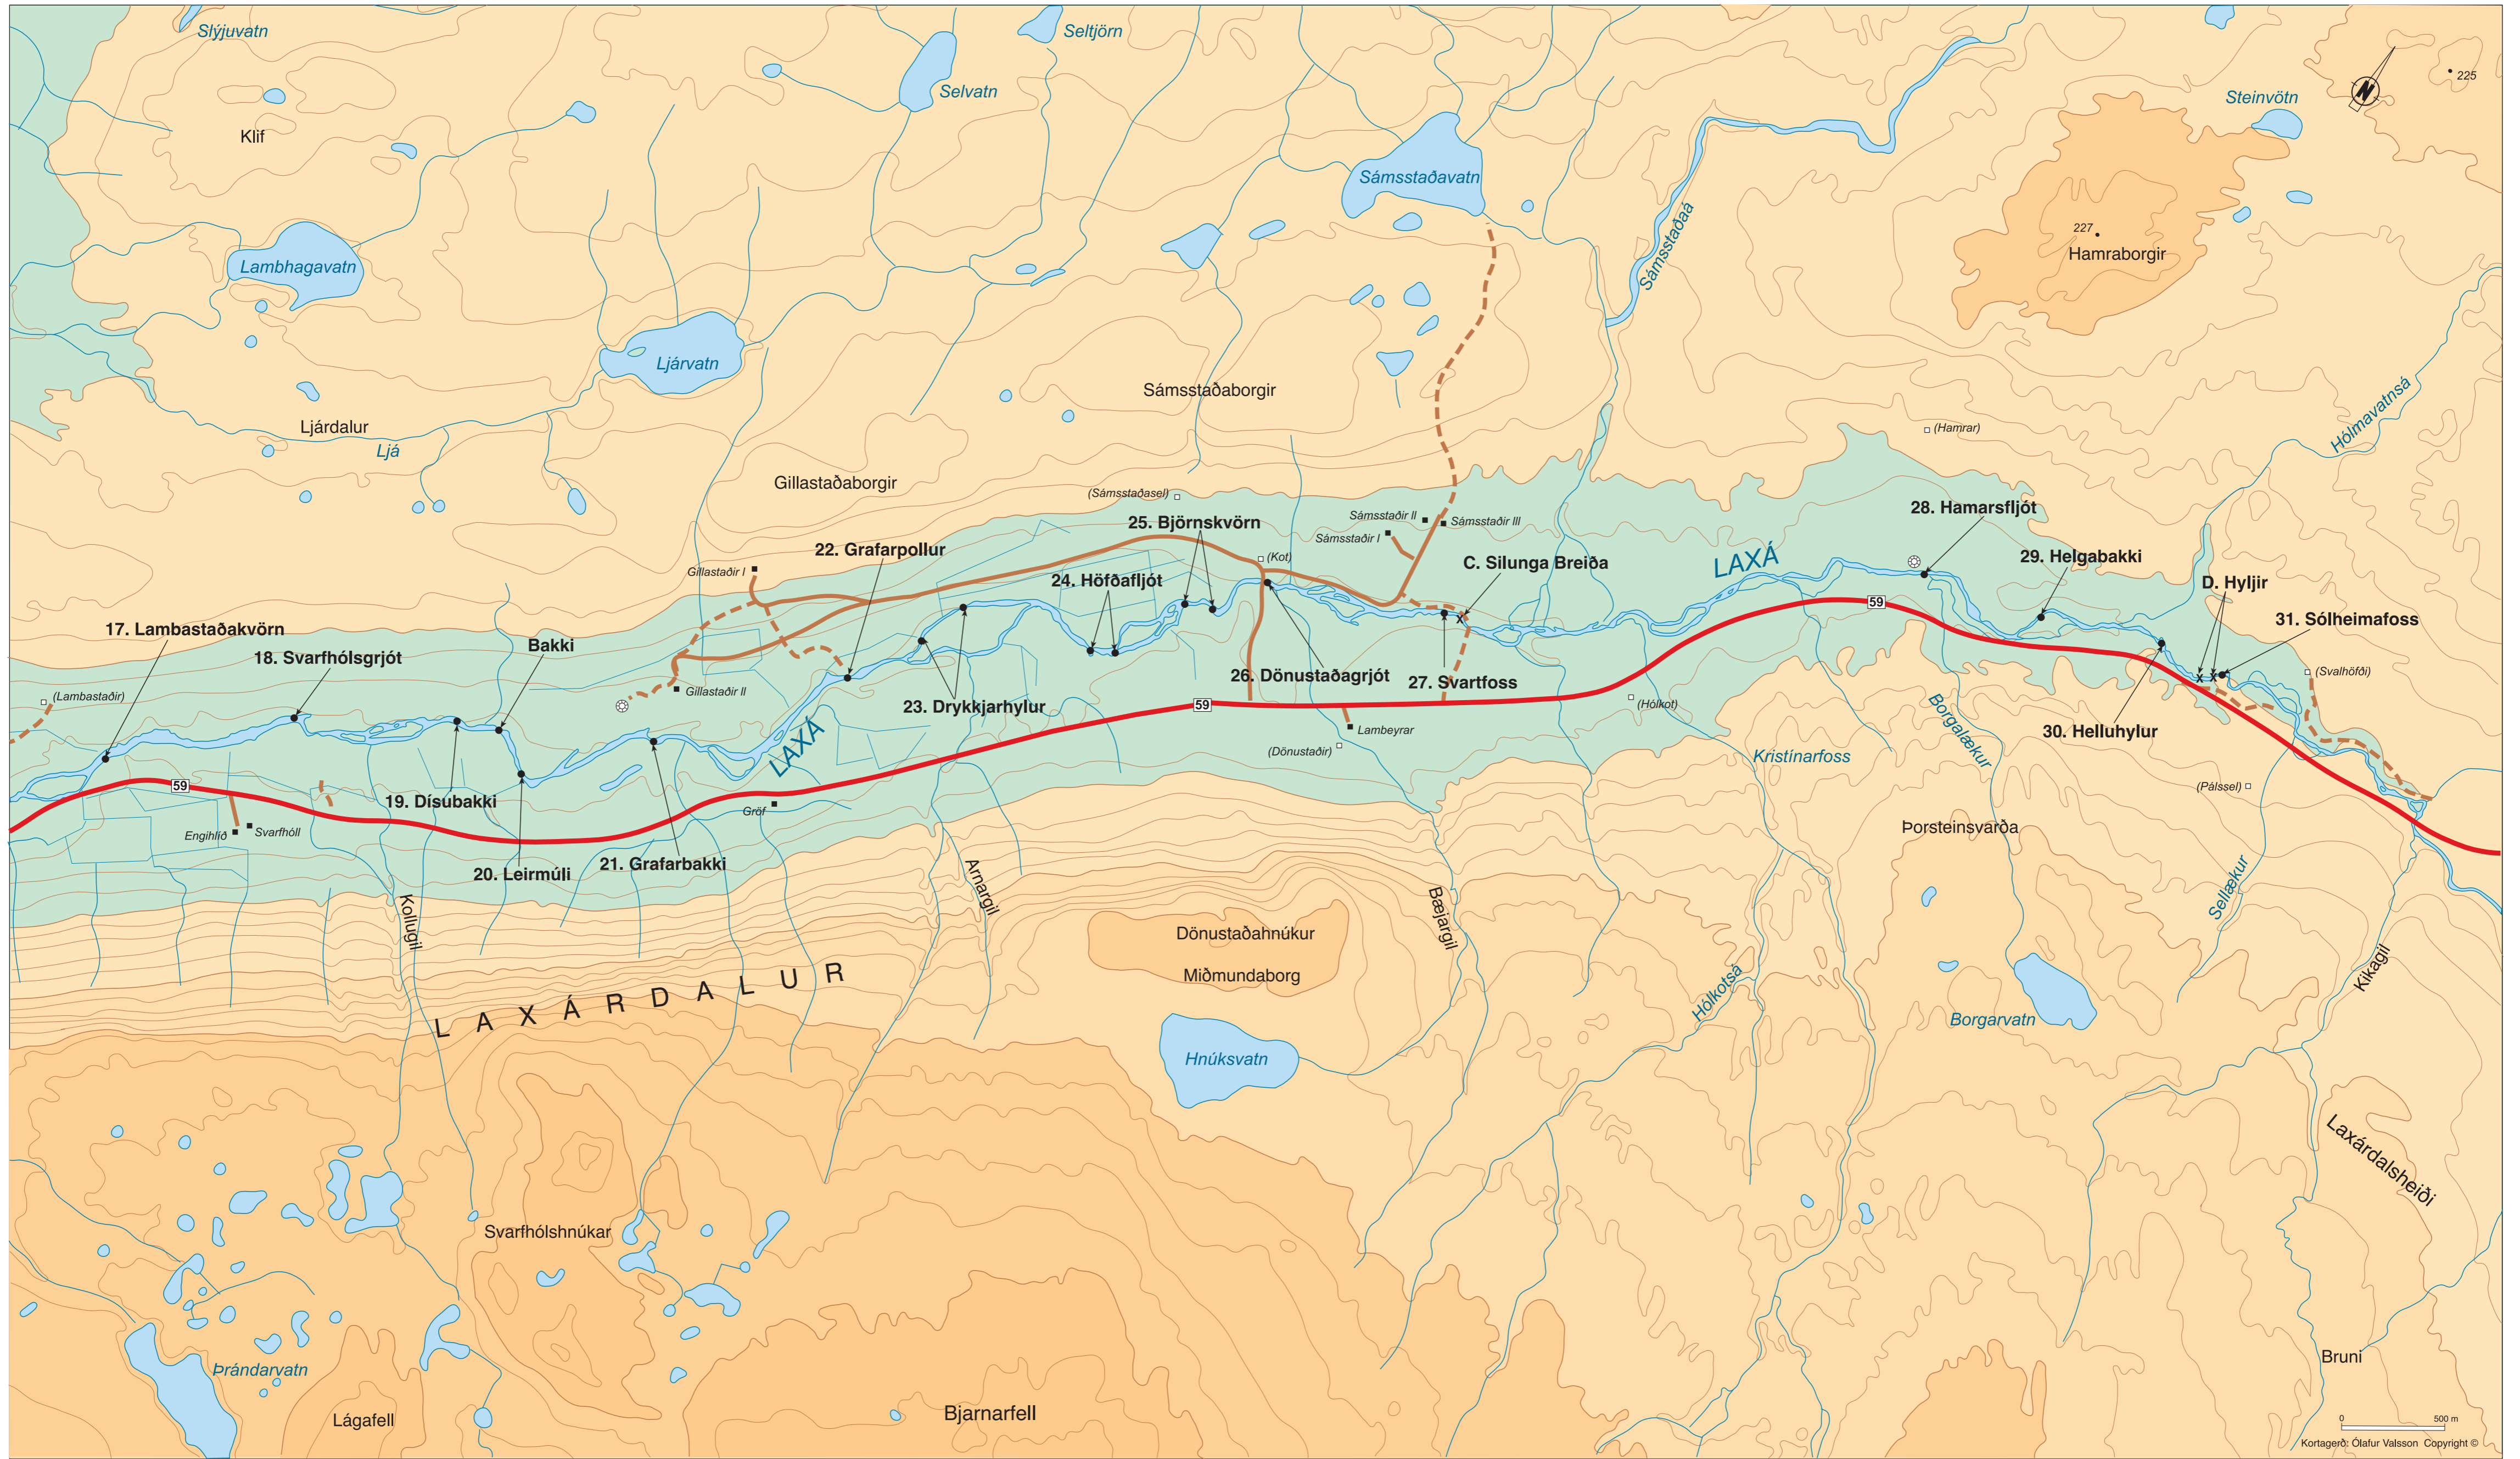 Slýjuvatn
Seltjörn
Selvatn
Klif
Steinvötn
225
N
Sámsstaðavatn
Sámsstaðaá
227
Hamraborgir
Lambhagavatn
Ljárvatn
Sámsstaðaborgir
Hólmavatnsá
Ljárdalur
Ljá
(Hamrar)
Gillastaðaborgir
(Sámsstaðasel)
25. Björnskvörn
Sámsstaðir II
Sámsstaðir III
Sámsstaðir I
28. Hamarsfljót
22. Grafarpollur
(Kot)
C. Silunga Breiða
LAXÁ
29. Helgabakki
Gillastaðir I
24. Höfðafljót
D. Hyljir
59
31. Sólheimafoss
17. Lambastaðakvörn
18. Svarfhólsgrjót
Bakki
x
x
x
x
26. Dönustaðagrjót
27. Svartfoss
(Svalhöfði)
(Lambastaðir)
Gillastaðir II
23. Drykkjarhylur
59
(Hólkot)
Borgalækur
30. Helluhylur
LAXÁ
Lambeyrar
(Dönustaðir)
Kristínarfoss
59
(Pálssel)
19. Dísubakki
Gröf
Engihlíð
Svarfhóll
Þorsteinsvarða
20. Leirmúli
21. Grafarbakki
Arnargil
Sellækur
Kollugil
Bæjargil
Dönustaðahnúkur
Miðmundaborg
Kikagil
LAXÁRDALUR
Hólkotsá
Borgarvatn
Hnúksvatn
Laxárdalsheiði
Svarfhólshnúkar
Bruni
Þrándarvatn
Lágafell
Bjarnarfell
0 500 m
Kortagerð: Ólafur Valsson Copyright ©